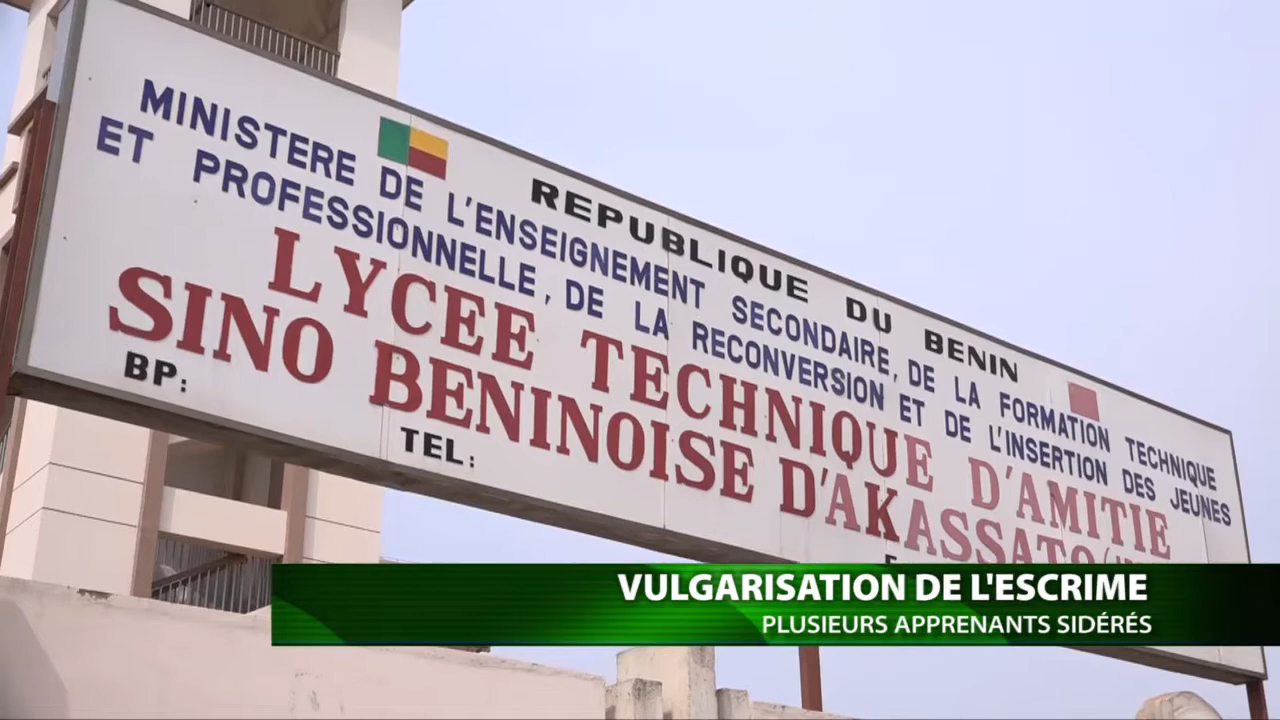 REPUBLIQUE DU BENIN
MINISTERE DE L'ENSEIGNEMENT SECONDAIRE, DE LA FORMATION TECHNIQUE
ET PROFESSIONNELLE, DE LA RECONVERSION ET DE L'INSERTION DES JEUNES
LYCEE TECHNIQUE D'AMITIE
SINO BENINOISE D'AKASSATO
BP:
TEL:
VULGARISATION DE L'ESCRIME
PLUSIEURS APPRENANTS SIDÉRÉS